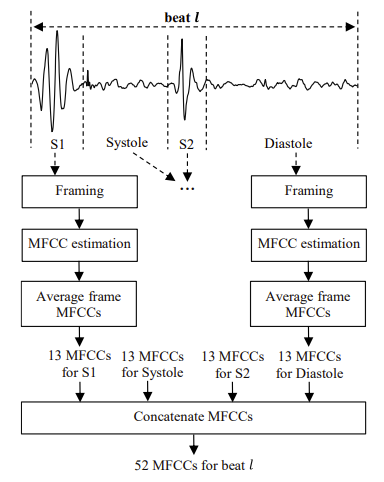 beat l
S1 Systole S2 Diastole
...
Framing Framing
MFCC estimation MFCC estimation
Average frame Average frame
MFCCs MFCCs
13 MFCCs 13 MFCCs 13 MFCCs 13 MFCCs
for S1 for Systole for S2 for Diastole
Concatenate MFCCs
52 MFCCs for beat l